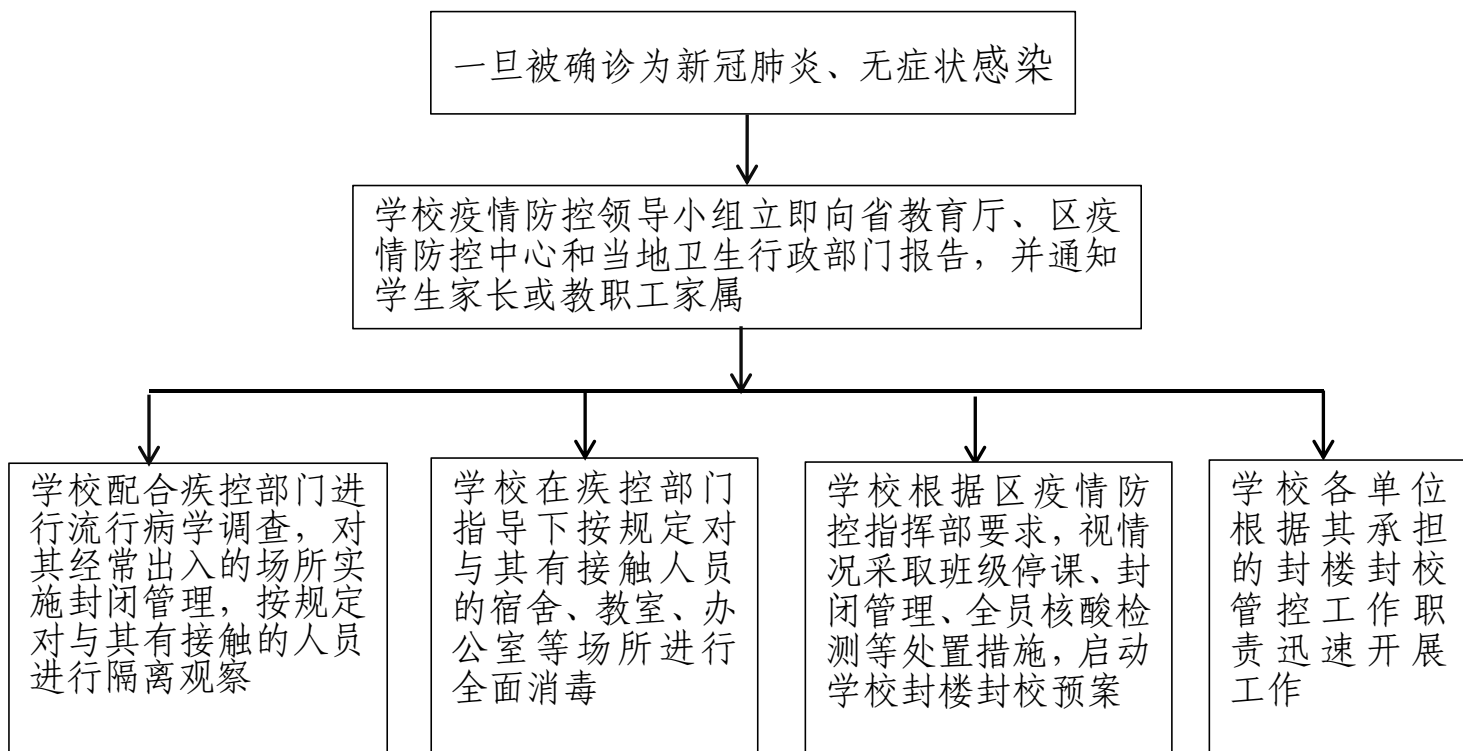 一旦被确诊为新冠肺炎、无症状感染
学校疫情防控领导小组立即向省教育厅、区疫
情防控中心和当地卫生行政部门报告，并通知
学生家长或教职工家属
学校配合疾控部门进
行流行病学调查，对
其经常出入的场所实
施封闭管理，按规定
对与其有接触的人员
进行隔离观察
学校在疾控部门
指导下按规定对
与其有接触人员
的宿舍、教室、办
公室等场所进行
全面消毒
学校根据区疫情防
控指挥部要求，视情
况采取班级停课、封
闭管理、全员核酸检
测等处置措施，启动
学校封楼封校预案
学校各单位
根据其承担
的封楼封校
管控工作职
责迅速开展
工作